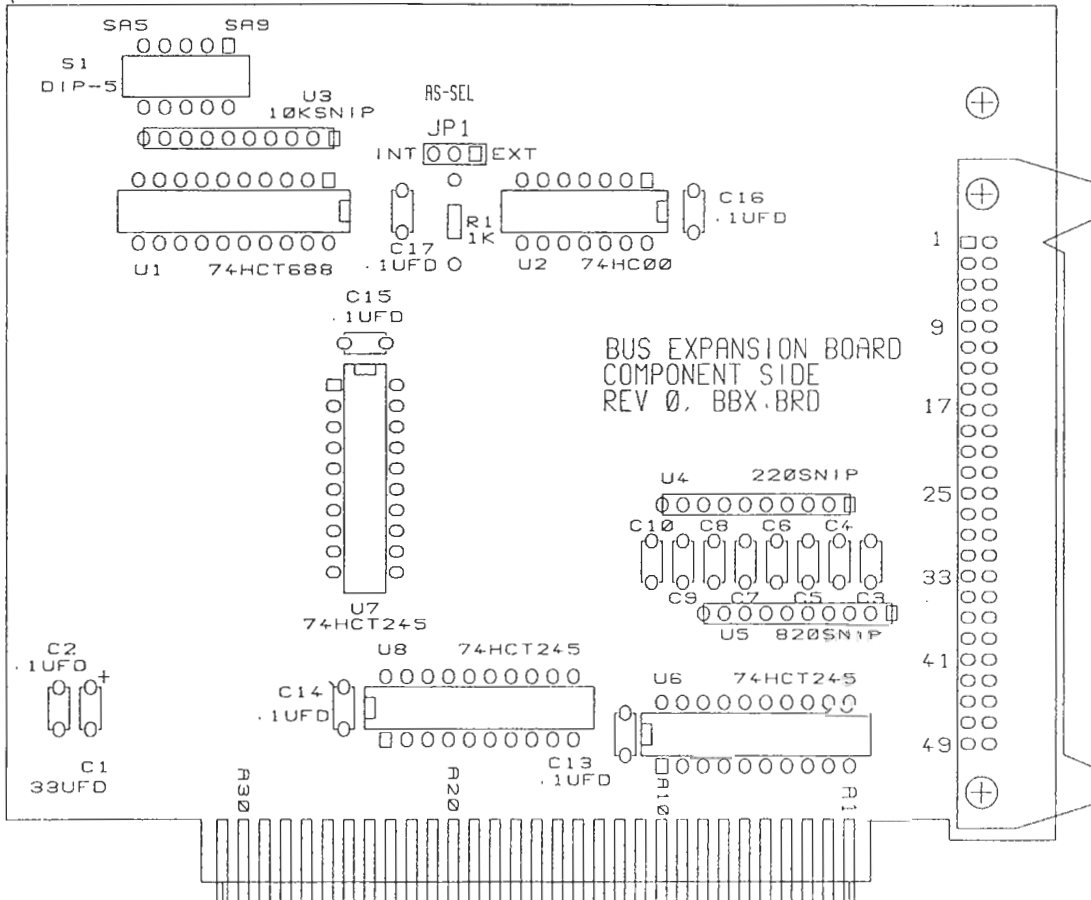 SA5 SA9
S1
DIP-5
U3
10KSNIP
AS-SEL
JP1
INT EXT
C16
.1UFD
R1
1K
C17
.1UFD
U1 74HCT688
U2 74HC00
C15
.1UFD
BUS EXPANSION BOARD
COMPONENT SIDE
REV 0, BBX.BRD
1
9
17
25
33
41
49
U4 220SNIP
C10 C8 C6 C4
C9 C7 C5 C3
U5 820SNIP
U7
74HCT245
C2
.1UFD
+
U8 74HCT245
U6 74HCT245
C14
.1UFD
C1
33UFD
C13
.1UFD
A30
A20
A10
A1